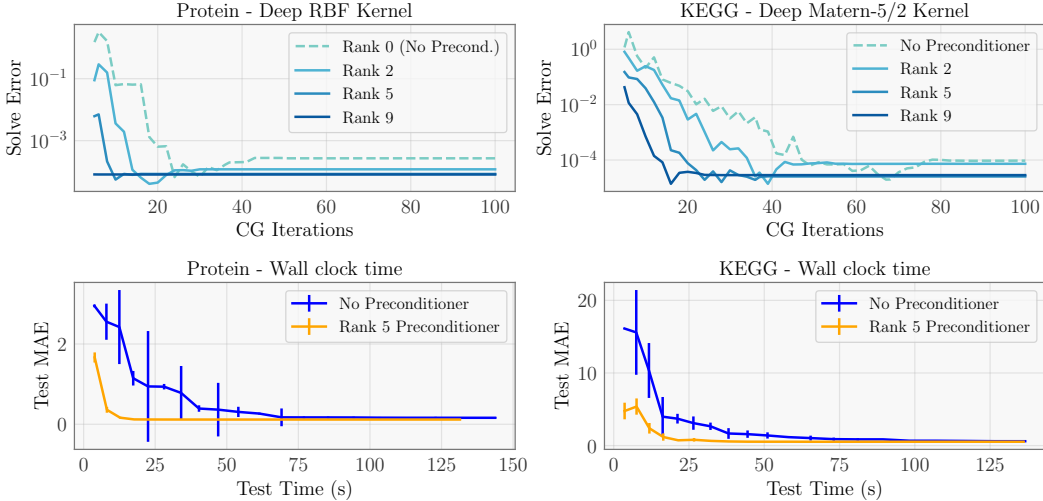 Protein - Deep RBF Kernel
Solve Error
10⁻¹
10⁻³
Rank 0 (No Precond.)
Rank 2
Rank 5
Rank 9
20
40
60
80
100
CG Iterations
KEGG - Deep Matern-5/2 Kernel
Solve Error
10⁰
10⁻²
10⁻⁴
No Preconditioner
Rank 2
Rank 5
Rank 9
20
40
60
80
100
CG Iterations
Protein - Wall clock time
Test MAE
2
0
No Preconditioner
Rank 5 Preconditioner
0
25
50
75
100
125
150
Test Time (s)
KEGG - Wall clock time
Test MAE
20
10
0
No Preconditioner
Rank 5 Preconditioner
0
25
50
75
100
125
Test Time (s)